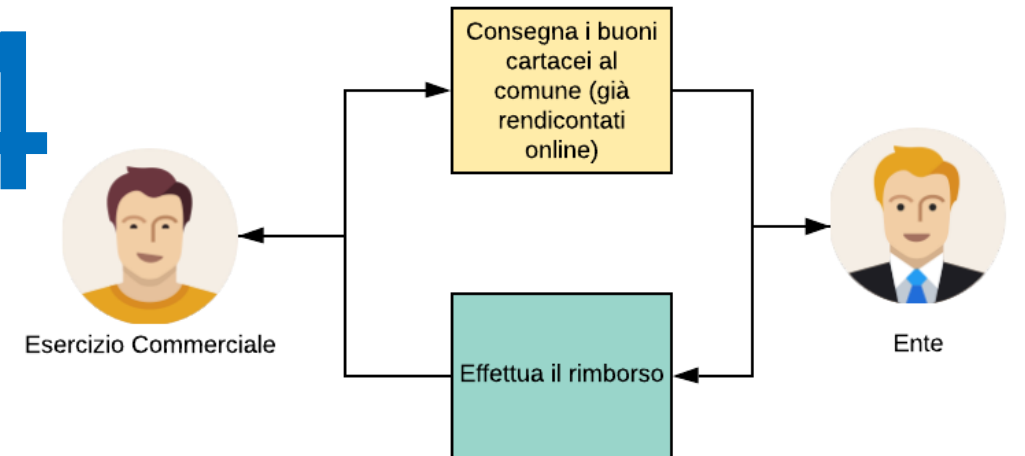 4
Consegna i buoni
cartacei al
comune (già
rendicontati
online)
Esercizio Commerciale
Ente
Effettua il rimborso